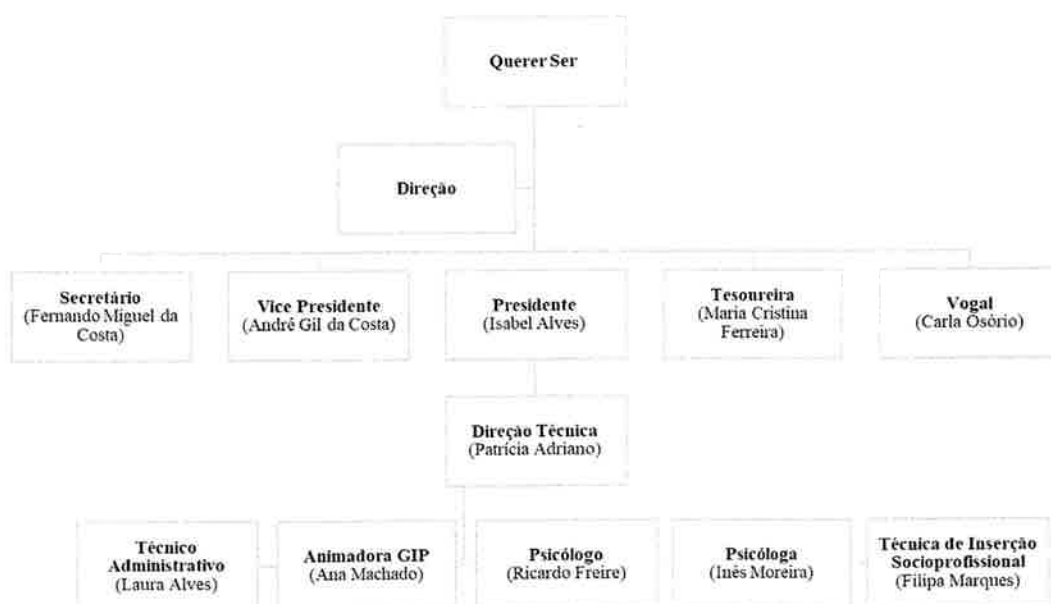 Querer Ser
Direção
Secretário
(Fernando Miguel da
Costa)
Vice Presidente
(André Gil da Costa)
Presidente
(Isabel Alves)
Tesoureira
(Maria Cristina
Ferreira)
Vogal
(Carla Osório)
Direção Técnica
(Patrícia Adriano)
Técnico
Administrativo
(Laura Alves)
Animadora GIP
(Ana Machado)
Psicólogo
(Ricardo Freire)
Psicóloga
(Inês Moreira)
Técnica de Inserção
Socioprofissional
(Filipa Marques)